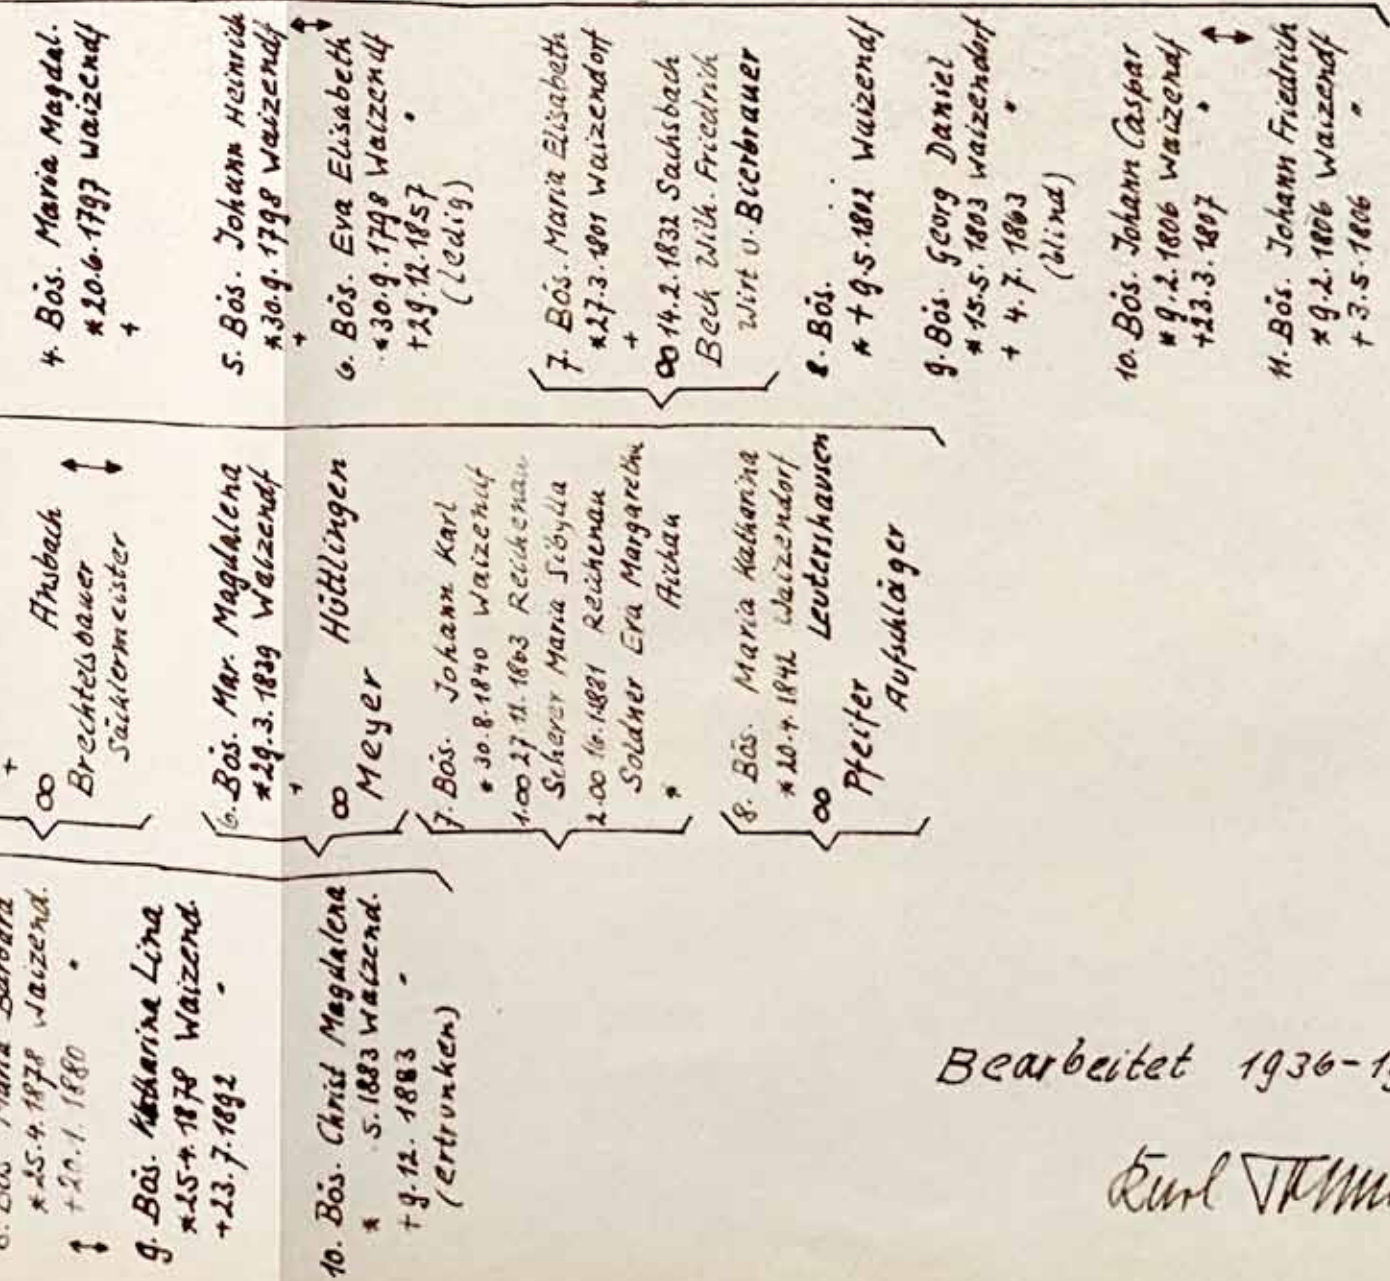 4. Bös. Maria Magdal.
* 20.6.1797 Waizendf
+
5. Bös. Johann Heinrich
* 30.9.1798 Waizendf
+
6. Bös. Eva Elisabeth
* 30.9.1798 Waizendf
+ 29.12.1857 "
(ledig)
7. Bös. Maria Elisabeth
* 27.3.1801 Waizendorf
+
∞ 14.2.1832 Sachsbach
Beck Wilh. Friedrich
Wirt u. Bierbrauer
8. Bös.
* + 9.5.1802 Waizendf
9. Bös. Georg Daniel
* 15.5.1803 Waizendorf
+ 4.7.1863 "
(blind)
10. Bös. Johann Caspar
* 9.2.1806 Waizendf
+ 23.3.1807 "
11. Bös. Johann Friedrich
* 9.2.1806 Waizendf
+ 3.5.1806 "
+
∞ Ansbach
Brechtelsbauer
Sächlermeister
6. Bös. Mar. Magdalena
* 29.3.1839 Waizendf
+
∞ Hüttlingen
Meyer
7. Bös. Johann Karl
* 30.8.1840 Waizendf
1.∞ 27.11.1863 Reichenau
Scherer Maria Sibylla
2.∞ 16.1.1881 Reichenau
Soldner Eva Margaretha
" Aichau
8. Bös. Maria Katharina
* 20.4.1842 Waizendorf
∞ Leutershausen
Pfeifer
Aufschläger
8. Bös Maria Barbara
* 25.4.1878 Waizend.
+ 20.1.1880 "
9. Bös. Katharina Lina
* 25.4.1878 Waizend.
+ 23.7.1892 "
10. Bös. Christ Magdalena
* .5.1883 Waizend.
+ 9.12.1883 "
(ertrunken)
Bearbeitet 1936-1
Kurl